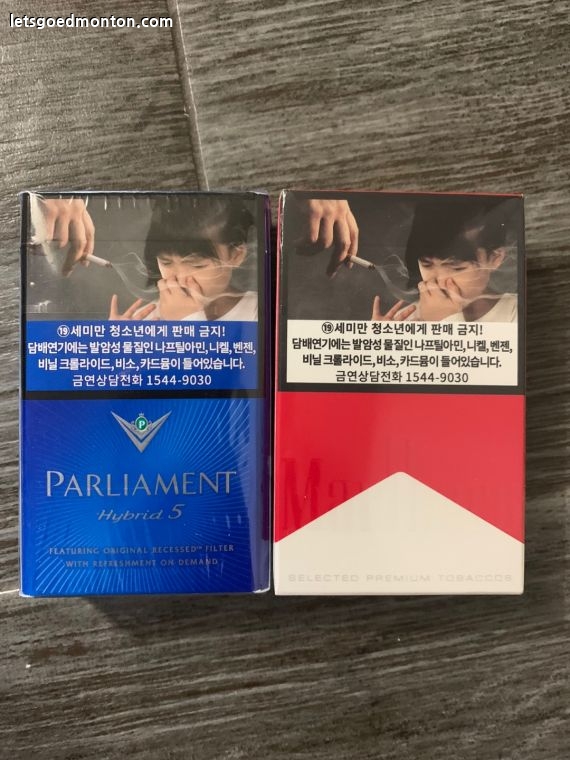 letsgoedmonton.com
⑲세미만 청소년에게 판매 금지!
담배연기에는 발암성 물질인 나프틸아민, 니켈, 벤젠,
비닐 크롤라이드, 비소, 카드뮴이 들어있습니다.
금연상담전화 1544-9030
P
PARLIAMENT
Hybrid 5
FEATURING ORIGINAL RECESSED™ FILTER
WITH REFRESHMENT ON DEMAND
⑲세미만 청소년에게 판매 금지!
담배연기에는 발암성 물질인 나프틸아민, 니켈, 벤젠,
비닐 크롤라이드, 비소, 카드뮴이 들어있습니다.
금연상담전화 1544-9030
Marlboro
SELECTED PREMIUM TOBACCOS